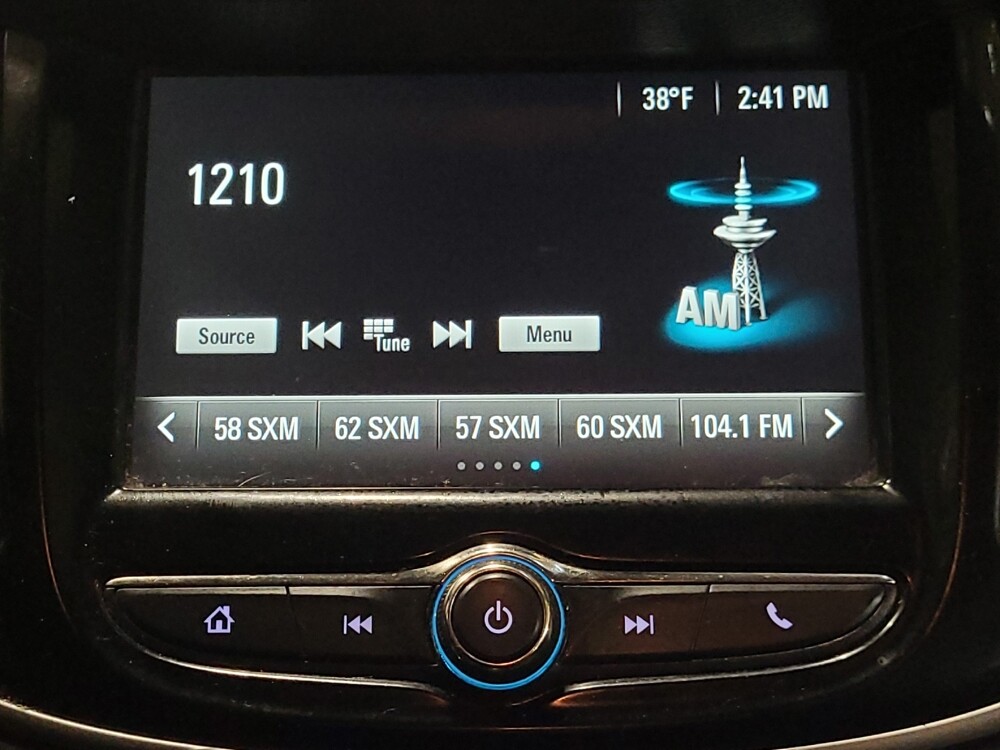 38°F 2:41 PM
1210
AM
Source Tune Menu
58 SXM 62 SXM 57 SXM 60 SXM 104.1 FM